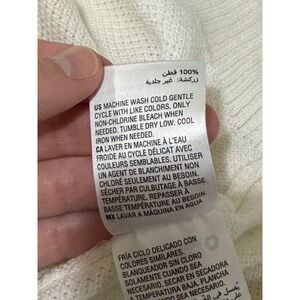 100% قطن
زركشة: غير جلدية
US MACHINE WASH COLD GENTLE
CYCLE WITH LIKE COLORS. ONLY
NON-CHLORINE BLEACH WHEN
NEEDED. TUMBLE DRY LOW. COOL
IRON WHEN NEEDED.
CA LAVER EN MACHINE À L'EAU
FROIDE AU CYCLE DÉLICAT AVEC
COULEURS SEMBLABLES. UTILISER
UN AGENT DE BLANCHIMENT NON
CHLORÉ SEULEMENT AU BESOIN.
SÉCHER PAR CULBUTAGE À BASSE
TEMPÉRATURE. REPASSER À
BASSE TEMPÉRATURE AU BESOIN.
MX LAVAR A MÁQUINA EN AGUA
FRÍA CICLO DELICADO CON
COLORES SIMILARES.
BLANQUEADOR SIN CLORO
SOLAMENTE CUANDO SEA
NECESARIO. SECAR EN SECADORA
A TEMPERATURA BAJA. PLANCHA